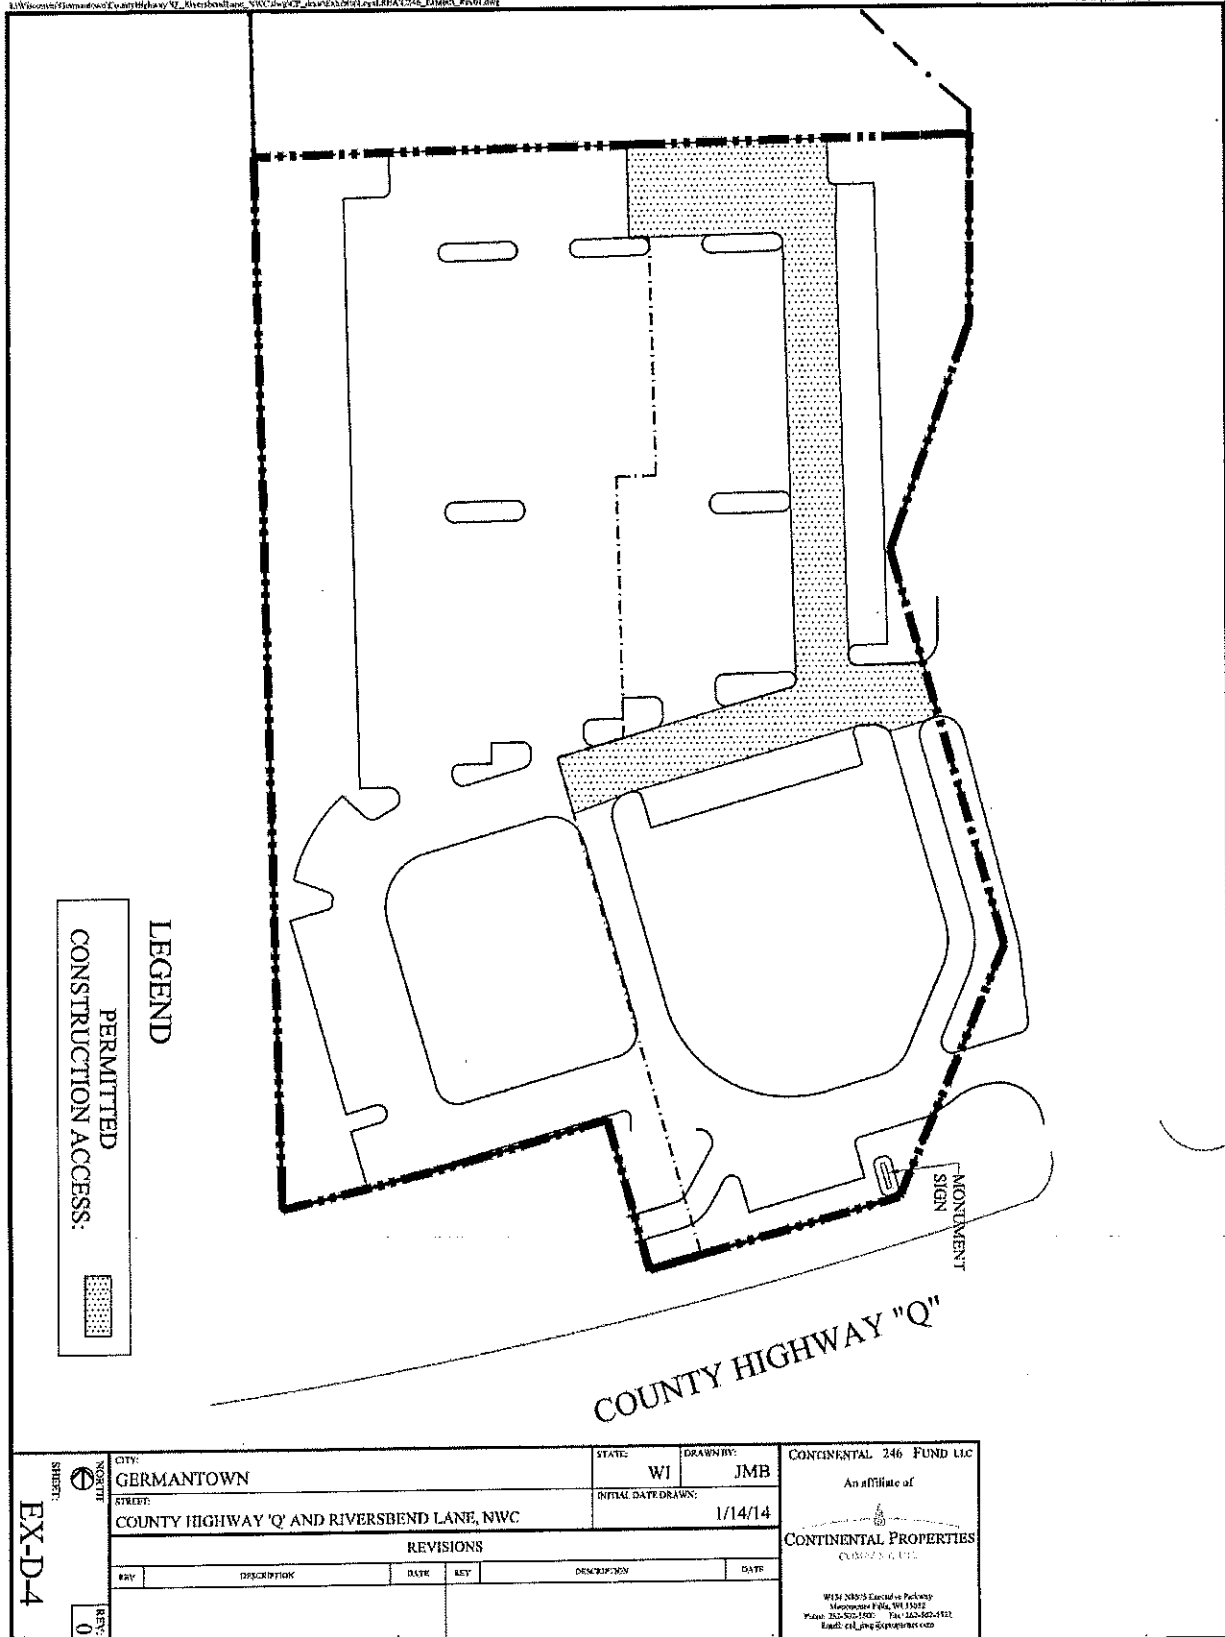 MONUMENT
SIGN
COUNTY HIGHWAY "Q"
LEGEND
PERMITTED
CONSTRUCTION ACCESS:
NORTH
SHEET:
EX-D-4
REV:
0
CITY:
GERMANTOWN
STATE:
WI
DRAWN BY:
JMB
STREET:
COUNTY HIGHWAY 'Q' AND RIVERSBEND LANE, NWC
INITIAL DATE DRAWN:
1/14/14
REVISIONS
REV DESCRIPTION DATE REV DESCRIPTION DATE
CONTINENTAL 246 FUND LLC
An affiliate of
CONTINENTAL PROPERTIES